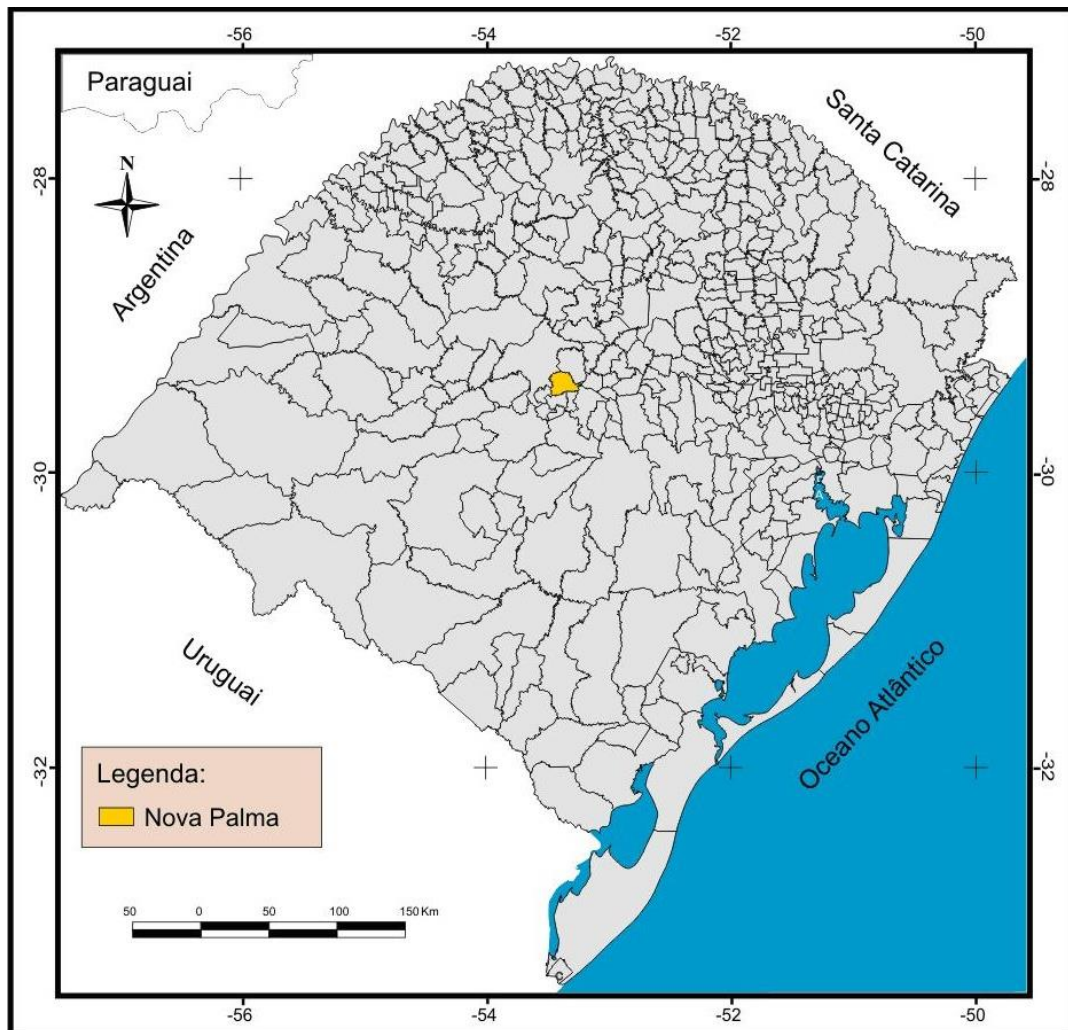 -56
-54
-52
-50
Paraguai
Santa Catarina
N
-28
-28
Argentina
-30
-30
A
Uruguai
Oceano Atlântico
-32
-32
Legenda:
Nova Palma
50 0 50 100 150 Km
C
-56
-54
-52
-50